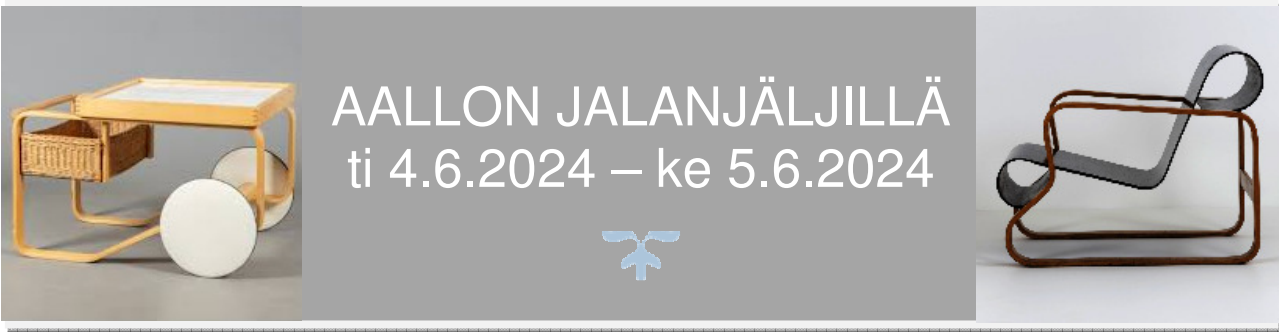 AALLON JALANJÄLJILLÄ
ti 4.6.2024 – ke 5.6.2024